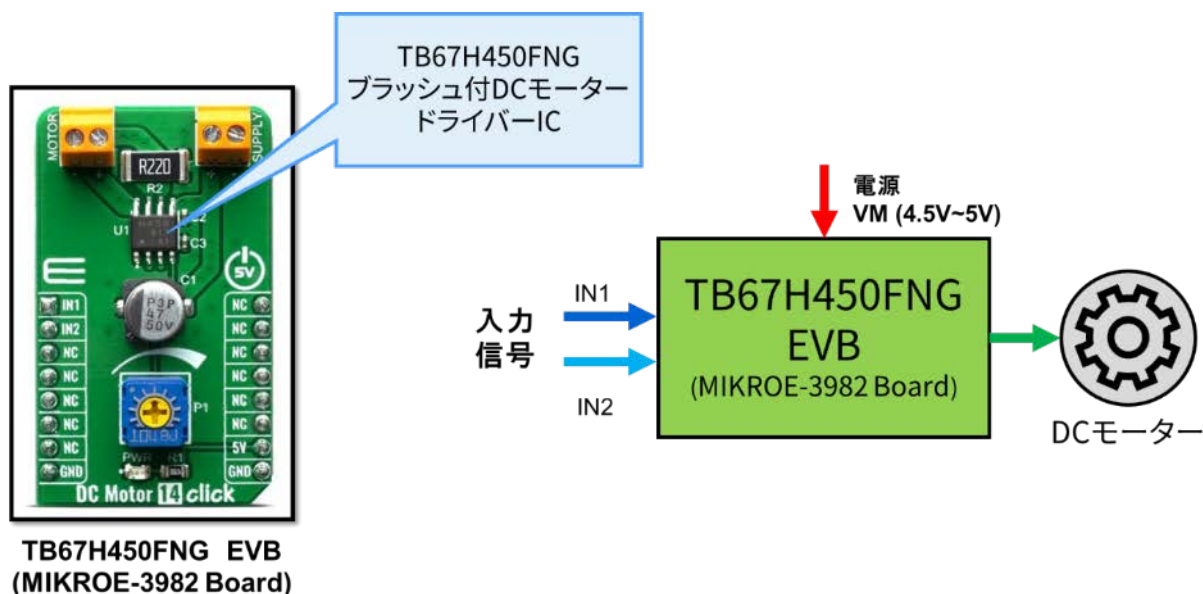 TB67H450FNG
ブラッシュ付DCモーター
ドライバーIC
MOTOR
SUPPLY
R220
R2
U1
C2
C3
C1
5V
P3P
47
50V
IN1
IN2
NC
NC
NC
NC
NC
GND
NC
NC
NC
NC
NC
NC
5V
GND
P1
PWR
R1
DC Motor 14 click
TB67H450FNG EVB
(MIKROE-3982 Board)
電源
VM (4.5V~5V)
入力
信号
IN1
IN2
TB67H450FNG
EVB
(MIKROE-3982 Board)
DCモーター